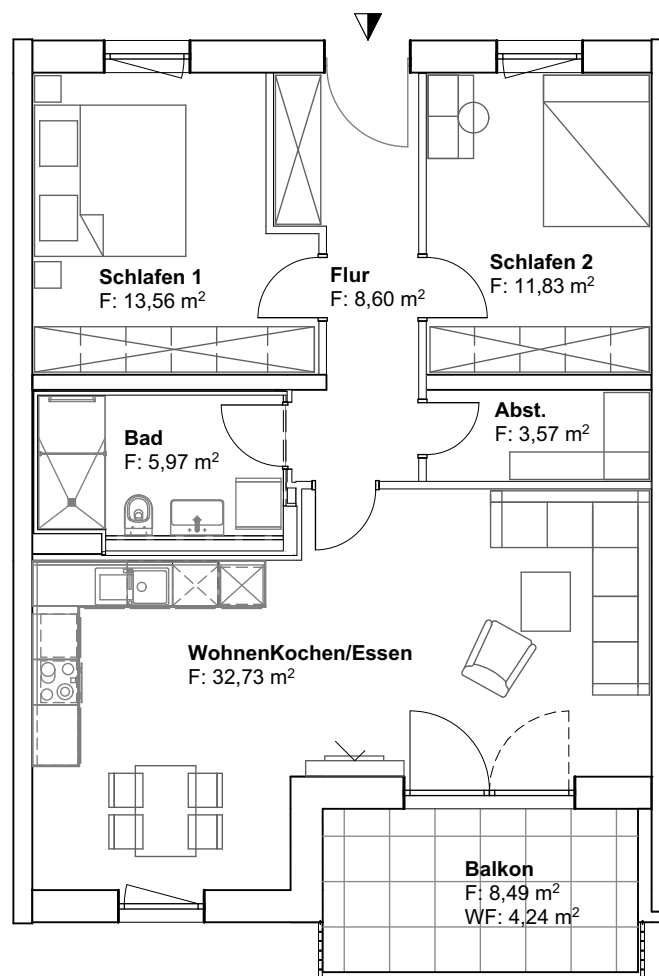 Schlafen 1
F: 13,56 m²
Flur
F: 8,60 m²
Schlafen 2
F: 11,83 m²
Bad
F: 5,97 m²
Abst.
F: 3,57 m²
WohnenKochen/Essen
F: 32,73 m²
Balkon
F: 8,49 m²
WF: 4,24 m²